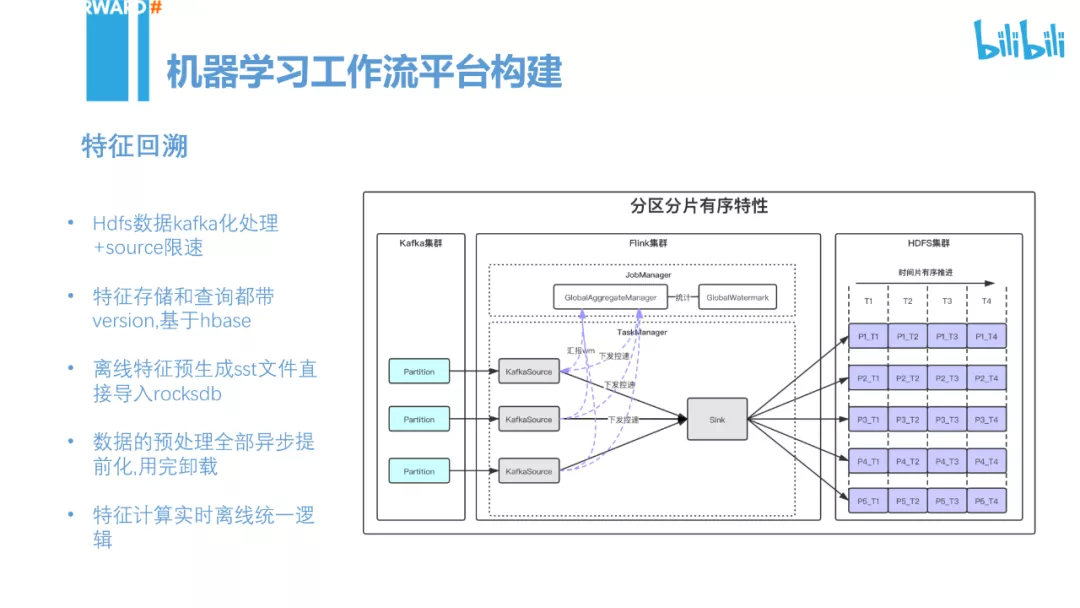 RWARD #
bilibili
机器学习工作流平台构建
特征回溯
• Hdfs数据kafka化处理
+source限速
• 特征存储和查询都带
version,基于hbase
• 离线特征预生成sst文件直
接导入rocksdb
• 数据的预处理全部异步提
前化,用完卸载
• 特征计算实时离线统一逻
辑
分区分片有序特性
Kafka集群
Partition
Partition
Partition
Flink集群
JobManager
GlobalAggregateManager
统计
GlobalWatermark
TaskManager
汇报wm
下发控速
下发控速
下发控速
KafkaSource
KafkaSource
KafkaSource
Sink
HDFS集群
时间片有序推进
T1 T2 T3 T4
P1_T1 P1_T2 P1_T3 P1_T4
P2_T1 P2_T2 P2_T3 P2_T4
P3_T1 P3_T2 P3_T3 P3_T4
P4_T1 P4_T2 P4_T3 P4_T4
P5_T1 P5_T2 P5_T3 P5_T4